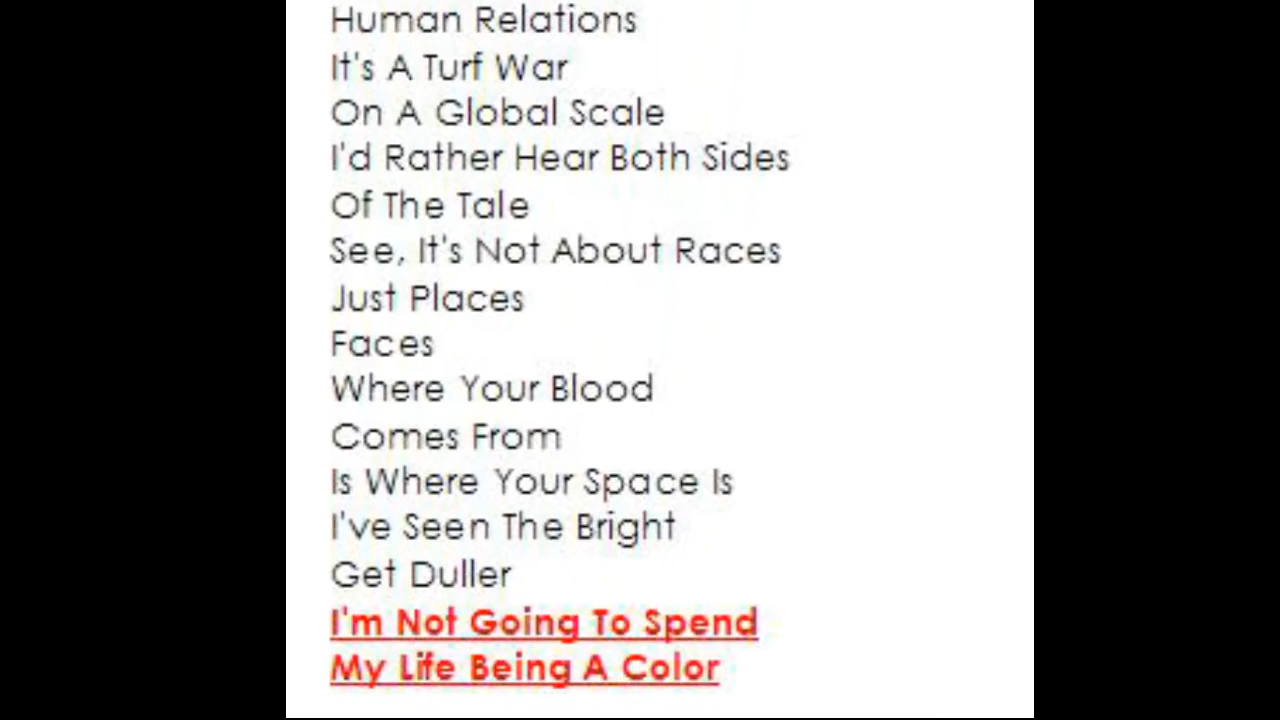 Human Relations
It's A Turf War
On A Global Scale
I'd Rather Hear Both Sides
Of The Tale
See, It's Not About Races
Just Places
Faces
Where Your Blood
Comes From
Is Where Your Space Is
I've Seen The Bright
Get Duller
I'm Not Going To Spend
My Life Being A Color